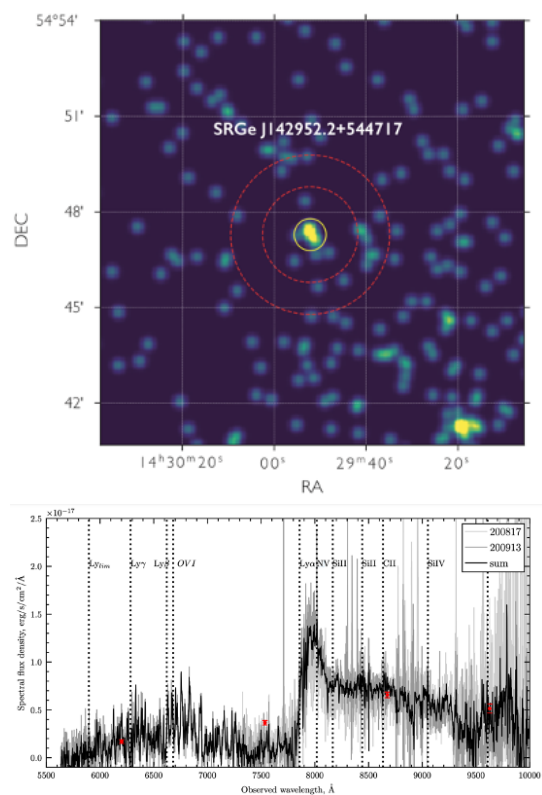 54°54'
51'
SRGe J142952.2+544717
48'
DEC
45'
42'
14ʰ30ᵐ20ˢ 00ˢ 29ᵐ40ˢ 20ˢ
RA
×10⁻¹⁷
2.5
200817
200913
sum
Ly_lim Lyγ Lyβ OVI Lyα NV SiII SiII CII SiIV
2.0
1.5
1.0
0.5
0.0
Spectral flux density, erg/s/cm²/Å
5500 6000 6500 7000 7500 8000 8500 9000 9500 10000
Observed wavelength, Å